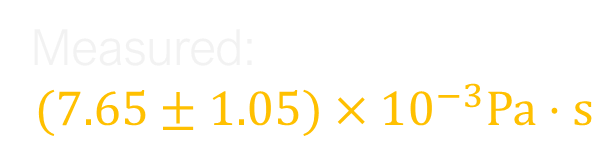 Measured:
(7.65 ± 1.05) × 10⁻³Pa · s